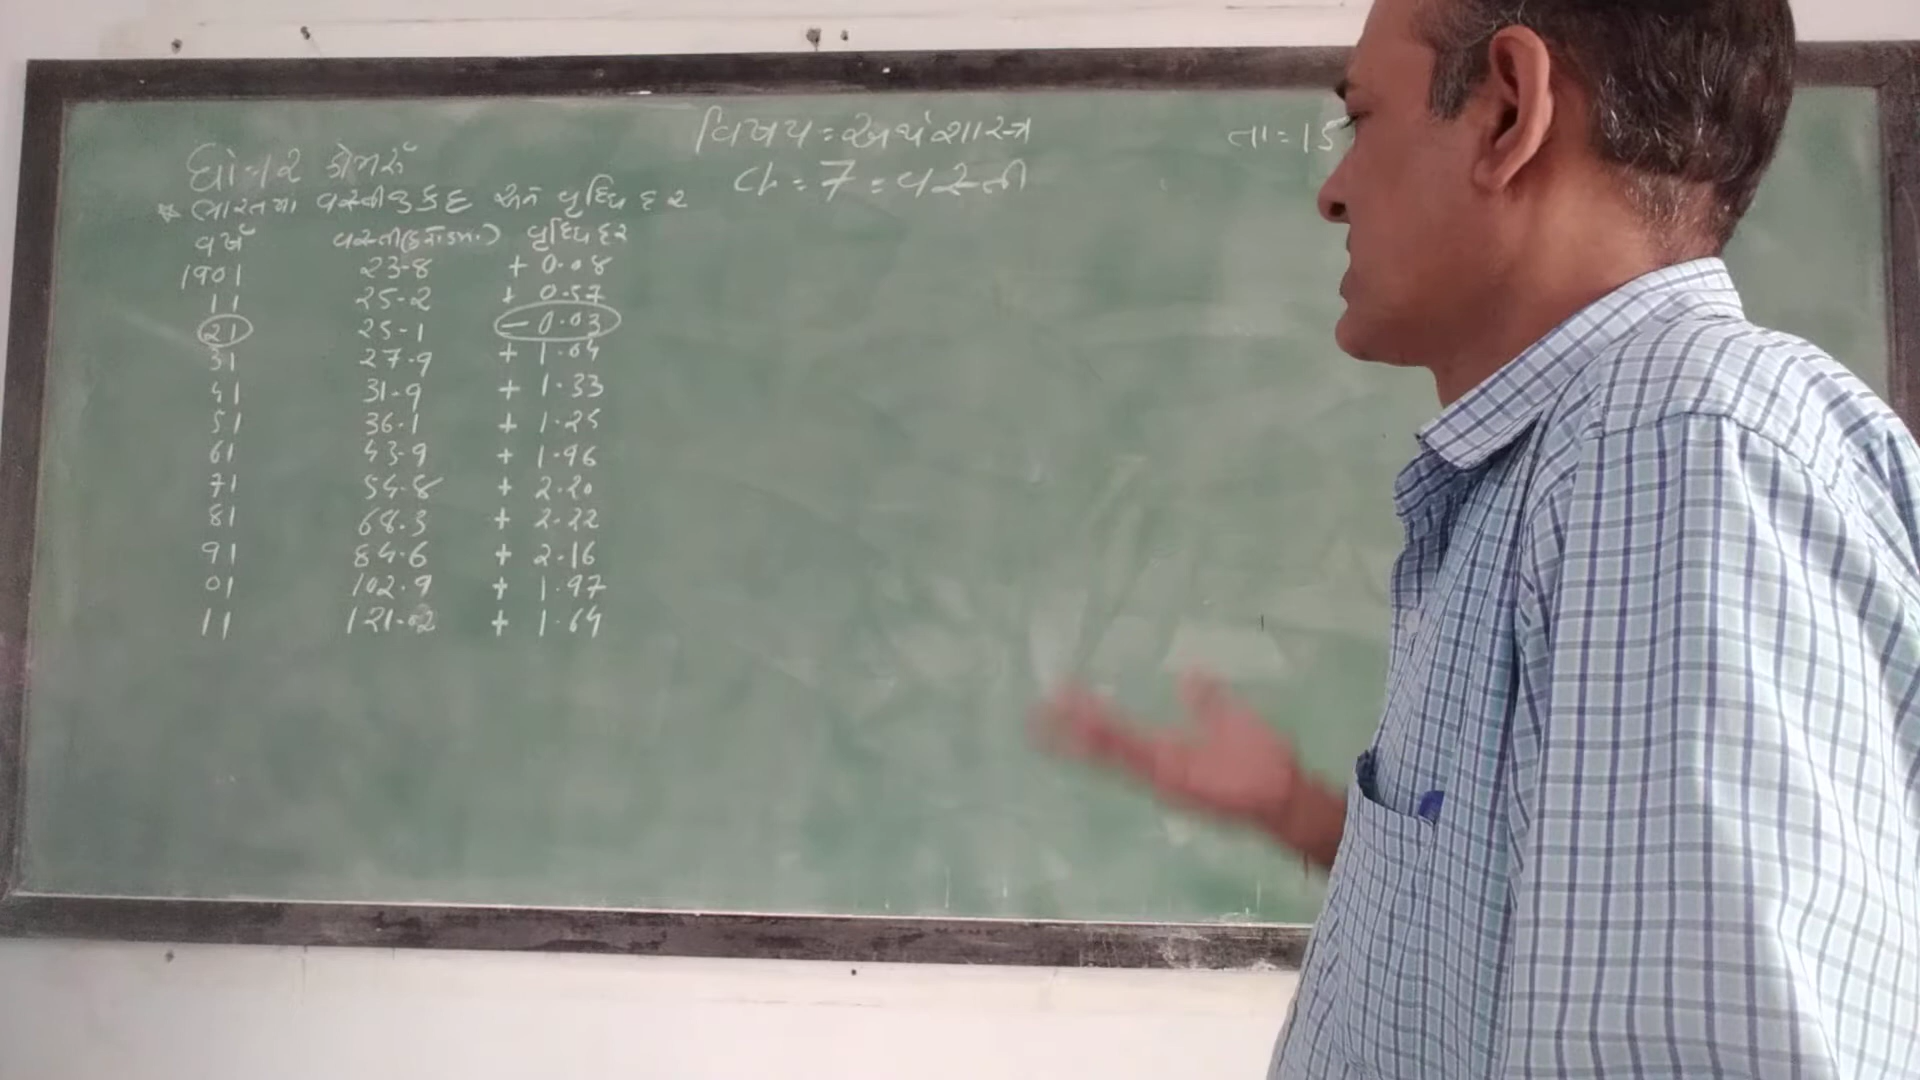 વિષય = અર્થશાસ્ત્ર
તા = 15
પાઠ = 7 = વસ્તી
ધો-12 કોમર્સ
* ભારતમાં વસ્તીનું કદ અને વૃધ્ધિ દર
વર્ષ વસ્તી (કરોડમાં) વૃધ્ધિ દર
1901 23.8 + 0.08
11 25.2 + 0.57
21 25.1 - 0.03
31 27.9 + 1.04
41 31.9 + 1.33
51 36.1 + 1.25
61 43.9 + 1.96
71 54.8 + 2.20
81 68.3 + 2.22
91 84.6 + 2.16
01 102.9 + 1.97
11 121.02 + 1.64